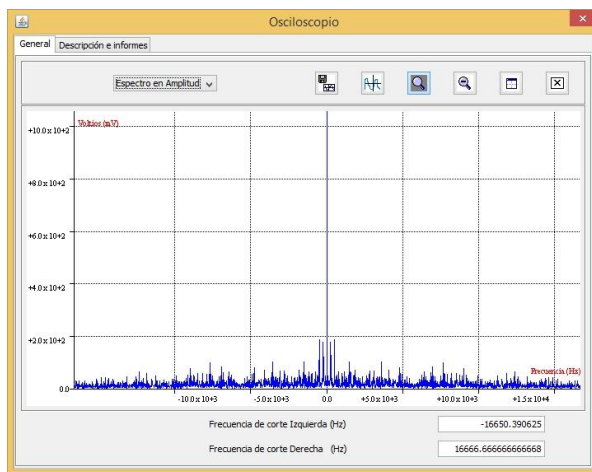 Osciloscopio
General Descripción e informes
Espectro en Amplitud
Voltios (mV)
+10.0 x 10+2
+8.0 x 10+2
+6.0 x 10+2
+4.0 x 10+2
+2.0 x 10+2
0.0
Frecuencia (Hz)
-10.0 x 10+3 -5.0 x 10+3 0.0 +5.0 x 10+3 +10.0 x 10+3 +1.5 x 10+4
Frecuencia de corte Izquierda (Hz) -16650.390625
Frecuencia de corte Derecha (Hz) 16666.666666666668